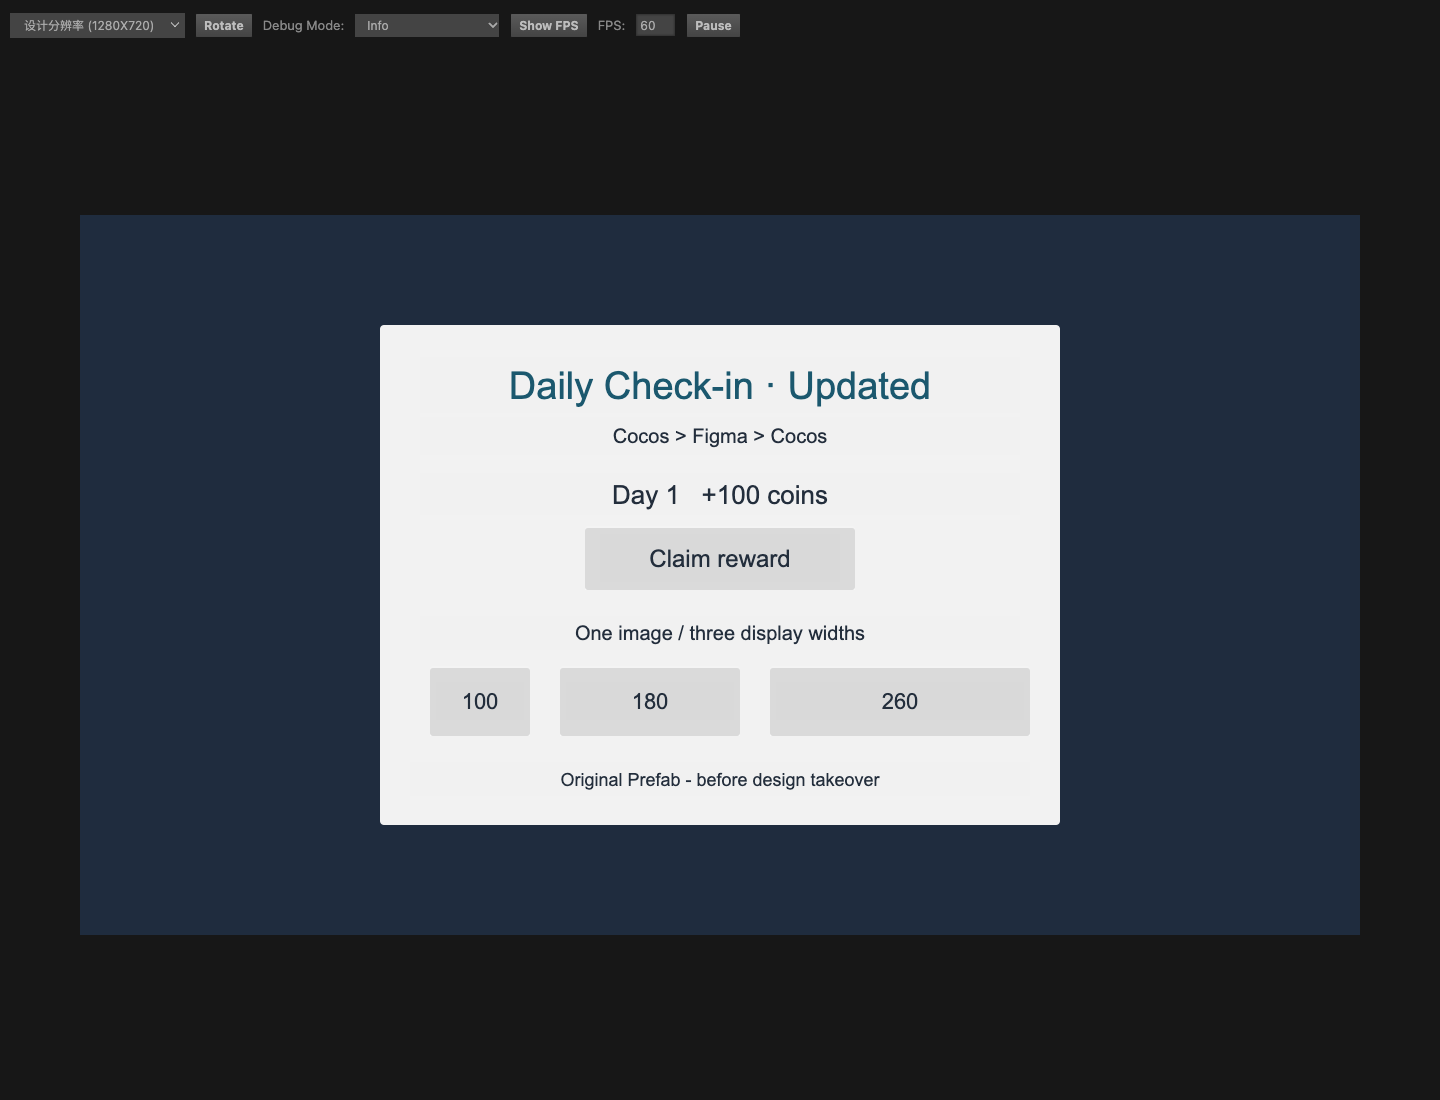 设计分辨率 (1280X720) Rotate Debug Mode: Info Show FPS FPS: 60 Pause
Daily Check-in · Updated
Cocos > Figma > Cocos
Day 1 +100 coins
Claim reward
One image / three display widths
100 180 260
Original Prefab - before design takeover